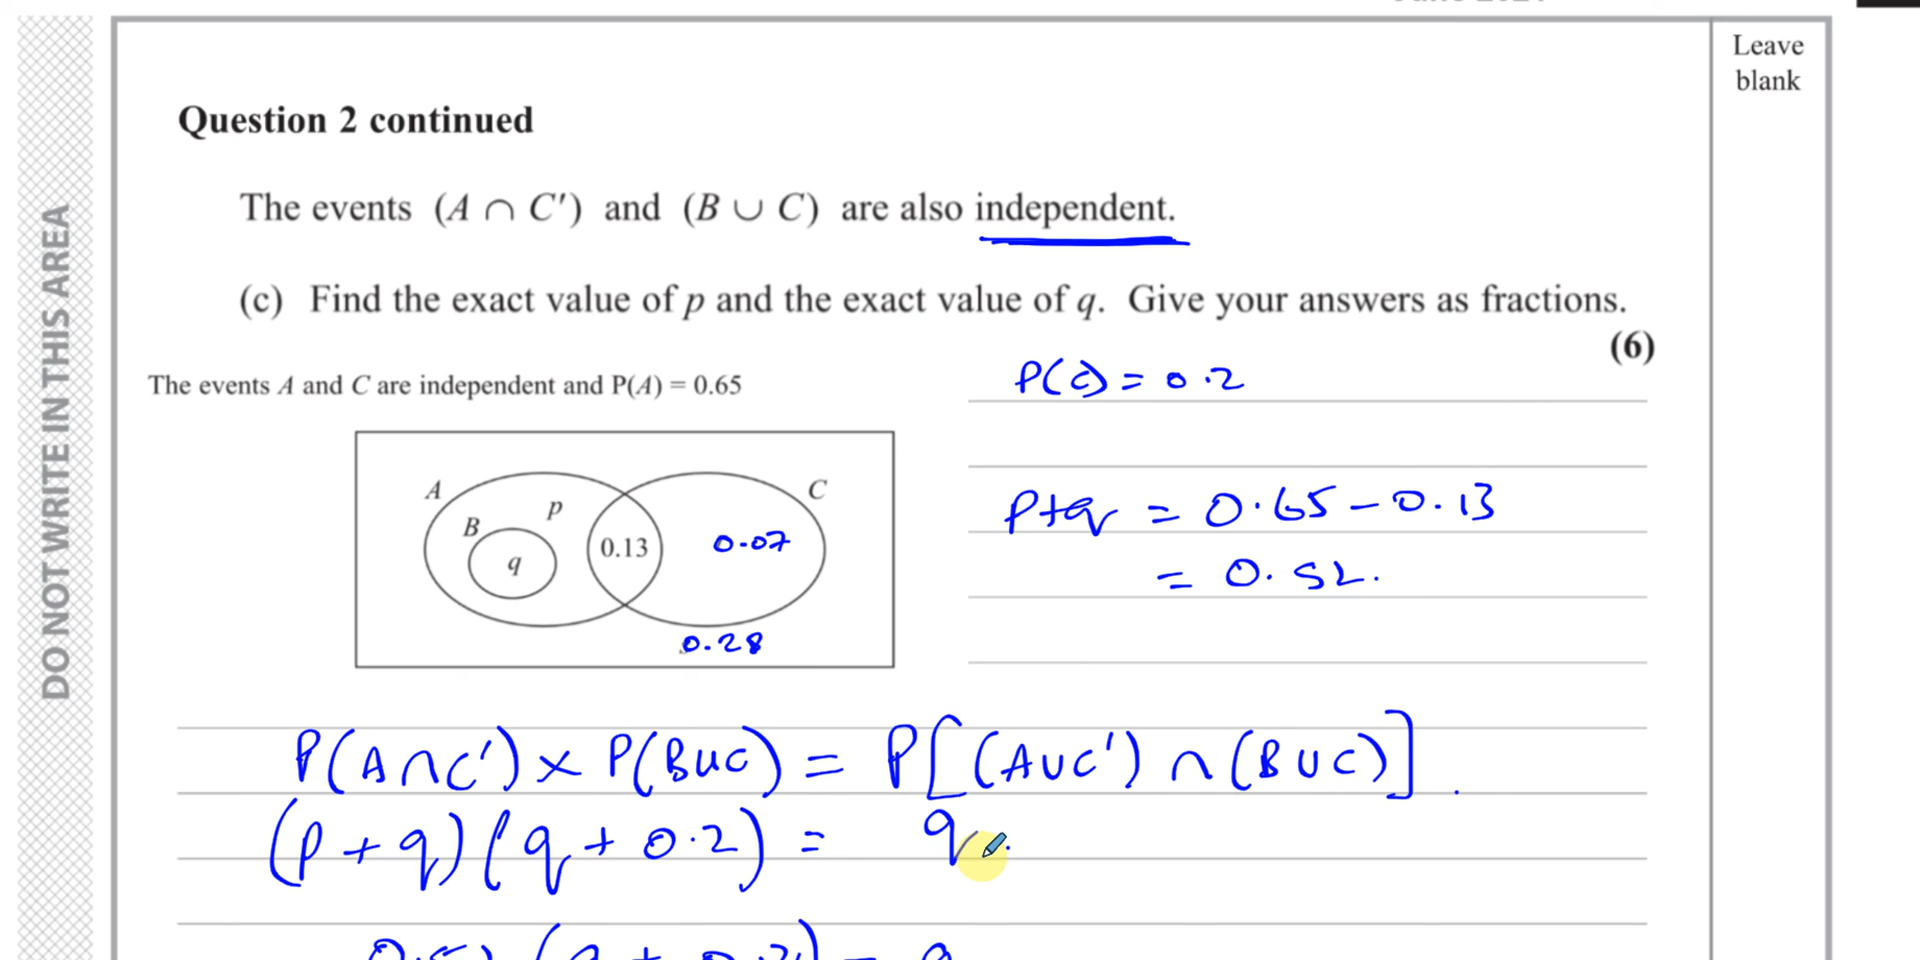 Leave
blank
DO NOT WRITE IN THIS AREA
Question 2 continued
The events (A ∩ C′) and (B ∪ C) are also independent.
(c) Find the exact value of p and the exact value of q. Give your answers as fractions.
(6)
The events A and C are independent and P(A) = 0.65
P(C) = 0.2
A
B
p
q
0.13
0.07
C
0.28
P+q = 0.65 - 0.13
= 0.52.
P(A∩C') × P(BUC) = P[(AUC') ∩ (BUC)].
(P + q)(q + 0.2) = q.